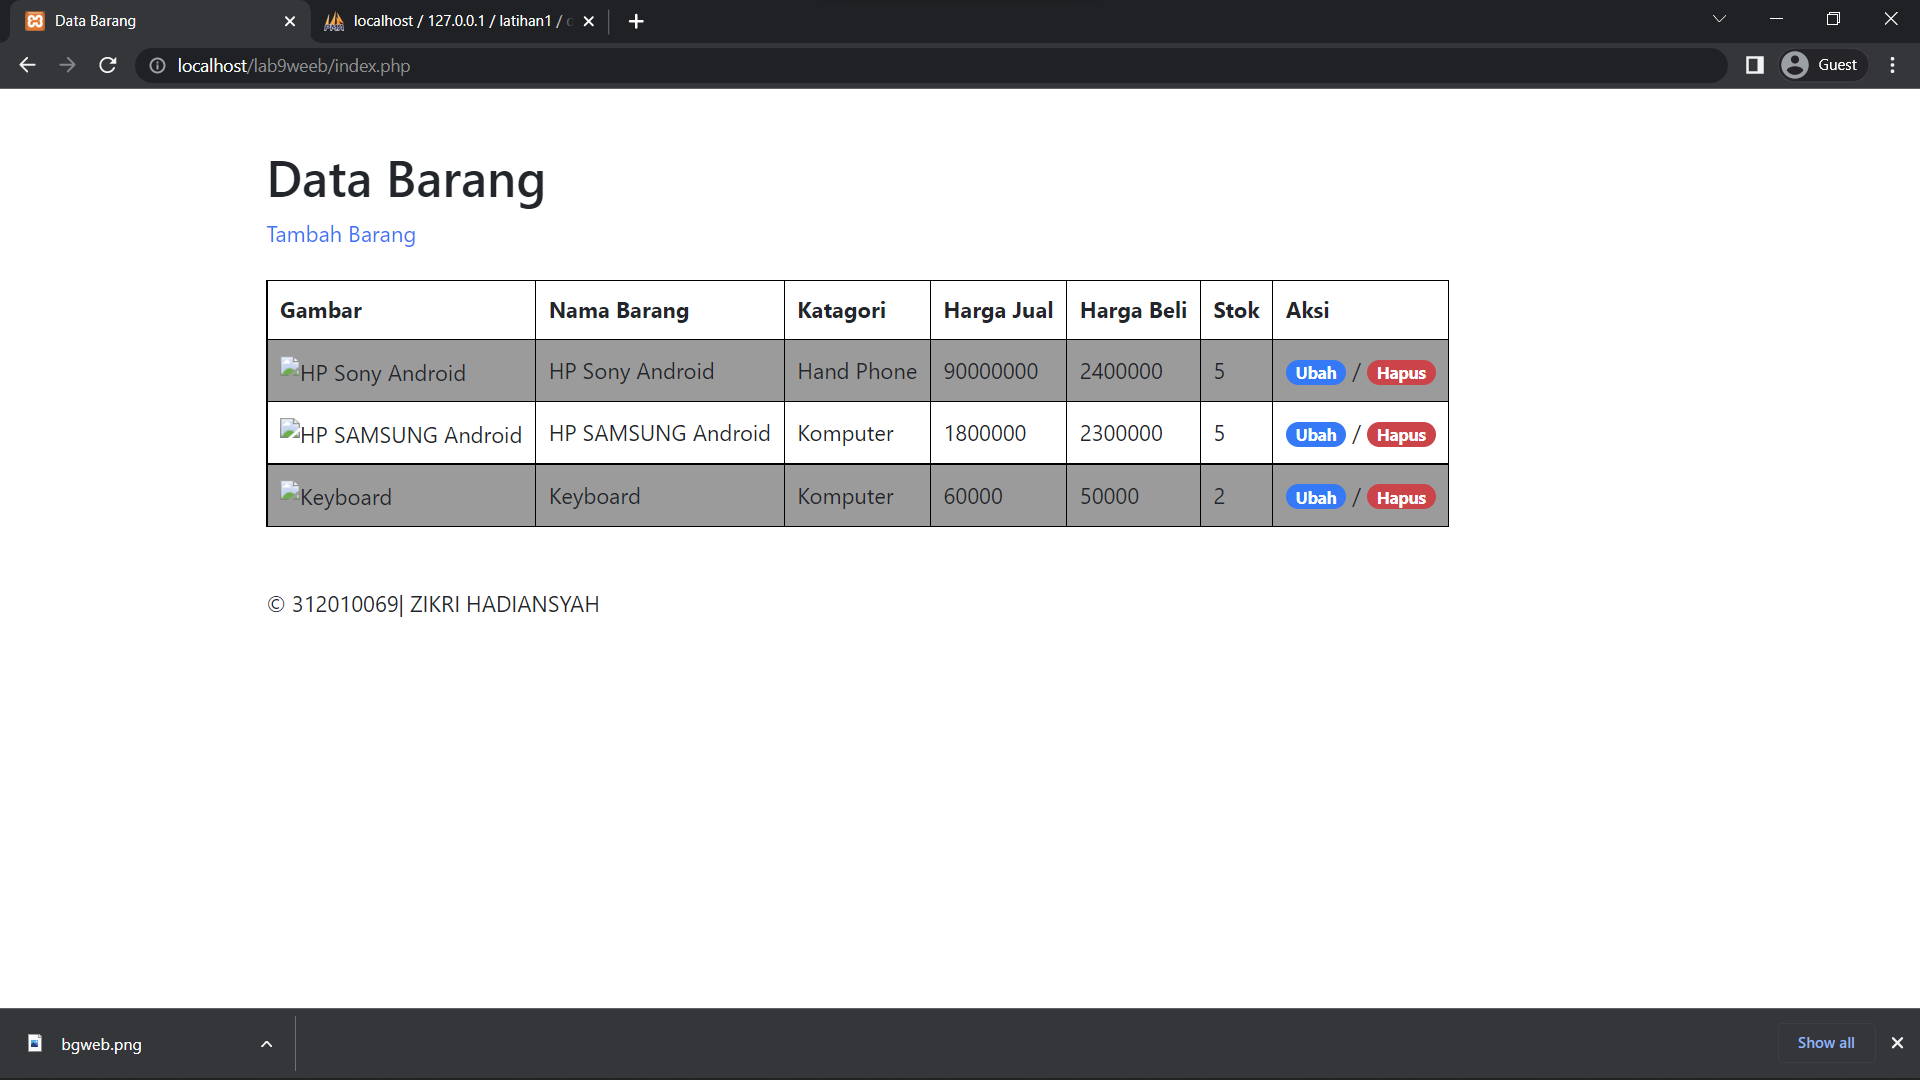 Data Barang
localhost / 127.0.0.1 / latihan1 /
localhost/lab9weeb/index.php
Guest
Data Barang
Tambah Barang
Gambar Nama Barang Katagori Harga Jual Harga Beli Stok Aksi
HP Sony Android HP Sony Android Hand Phone 90000000 2400000 5 Ubah / Hapus
HP SAMSUNG Android HP SAMSUNG Android Komputer 1800000 2300000 5 Ubah / Hapus
Keyboard Keyboard Komputer 60000 50000 2 Ubah / Hapus
© 312010069| ZIKRI HADIANSYAH
bgweb.png
Show all